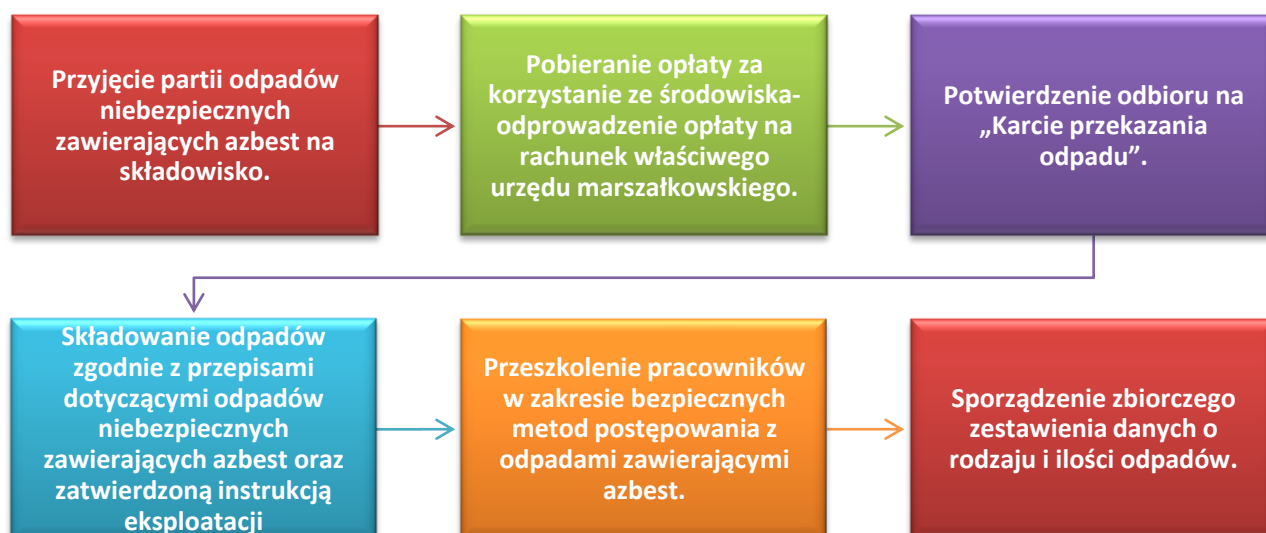 Przyjęcie partii odpadów
niebezpiecznych
zawierających azbest na
składowisko.
Pobieranie opłaty za
korzystanie ze środowiska-
odprowadzenie opłaty na
rachunek właściwego
urzędu marszałkowskiego.
Potwierdzenie odbioru na
„Karcie przekazania
odpadu”.
Składowanie odpadów
zgodnie z przepisami
dotyczącymi odpadów
niebezpiecznych
zawierających azbest oraz
zatwierdzoną instrukcją
eksploatacji
Przeszkolenie pracowników
w zakresie bezpiecznych
metod postępowania z
odpadami zawierającymi
azbest.
Sporządzenie zbiorczego
zestawienia danych o
rodzaju i ilości odpadów.